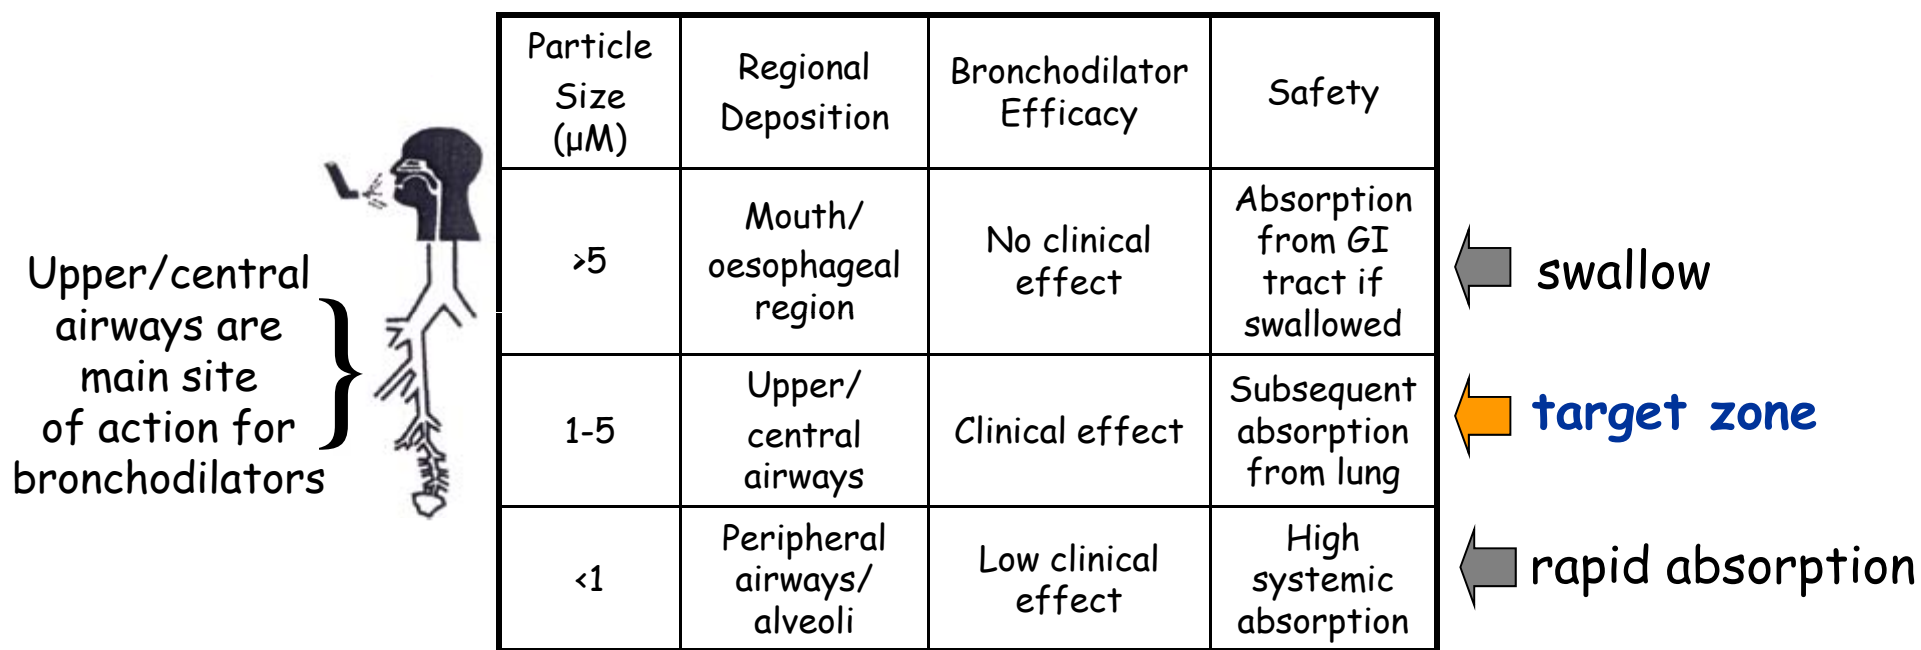 Upper/central
airways are
main site
of action for
bronchodilators
Particle
Size
(µM)
Regional
Deposition
Bronchodilator
Efficacy
Safety
>5
Mouth/
oesophageal
region
No clinical
effect
Absorption
from GI
tract if
swallowed
swallow
1-5
Upper/
central
airways
Clinical effect
Subsequent
absorption
from lung
target zone
<1
Peripheral
airways/
alveoli
Low clinical
effect
High
systemic
absorption
rapid absorption